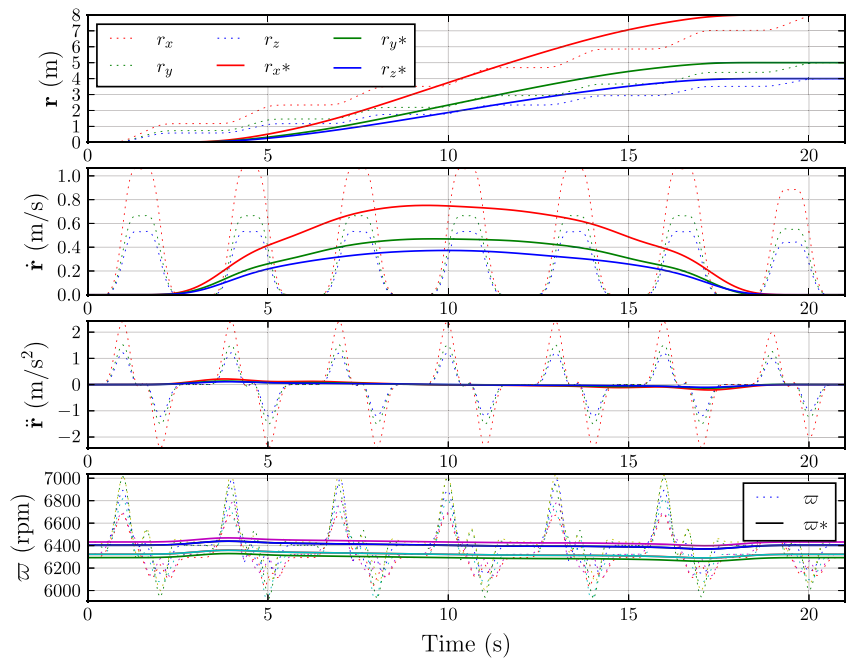 r (m)
8
7
6
5
4
3
2
1
0
r_x
r_y
r_z
r_x*
r_y*
r_z*
0 5 10 15 20
ṙ (m/s)
1.0
0.8
0.6
0.4
0.2
0.0
0 5 10 15 20
r̈ (m/s²)
2
1
0
−1
−2
0 5 10 15 20
ϖ (rpm)
7000
6800
6600
6400
6200
6000
ϖ
ϖ*
0 5 10 15 20
Time (s)